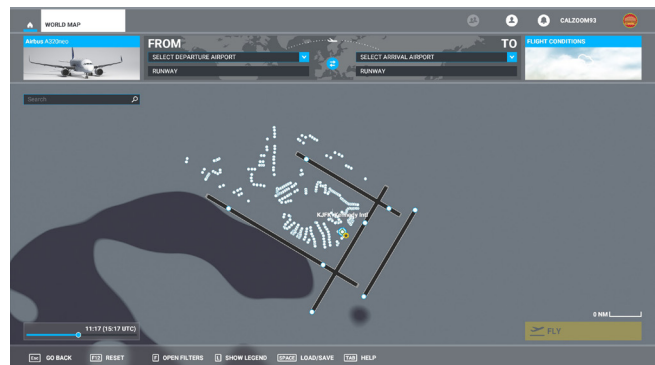 WORLD MAP
CALZOOM93
Airbus A320neo
FROM
TO
FLIGHT CONDITIONS
SELECT DEPARTURE AIRPORT
SELECT ARRIVAL AIRPORT
RUNWAY
RUNWAY
Search
KJFK Kennedy Intl
0 NM
11:17 (15:17 UTC)
FLY
Esc GO BACK F12 RESET F OPEN FILTERS L SHOW LEGEND SPACE LOAD/SAVE TAB HELP